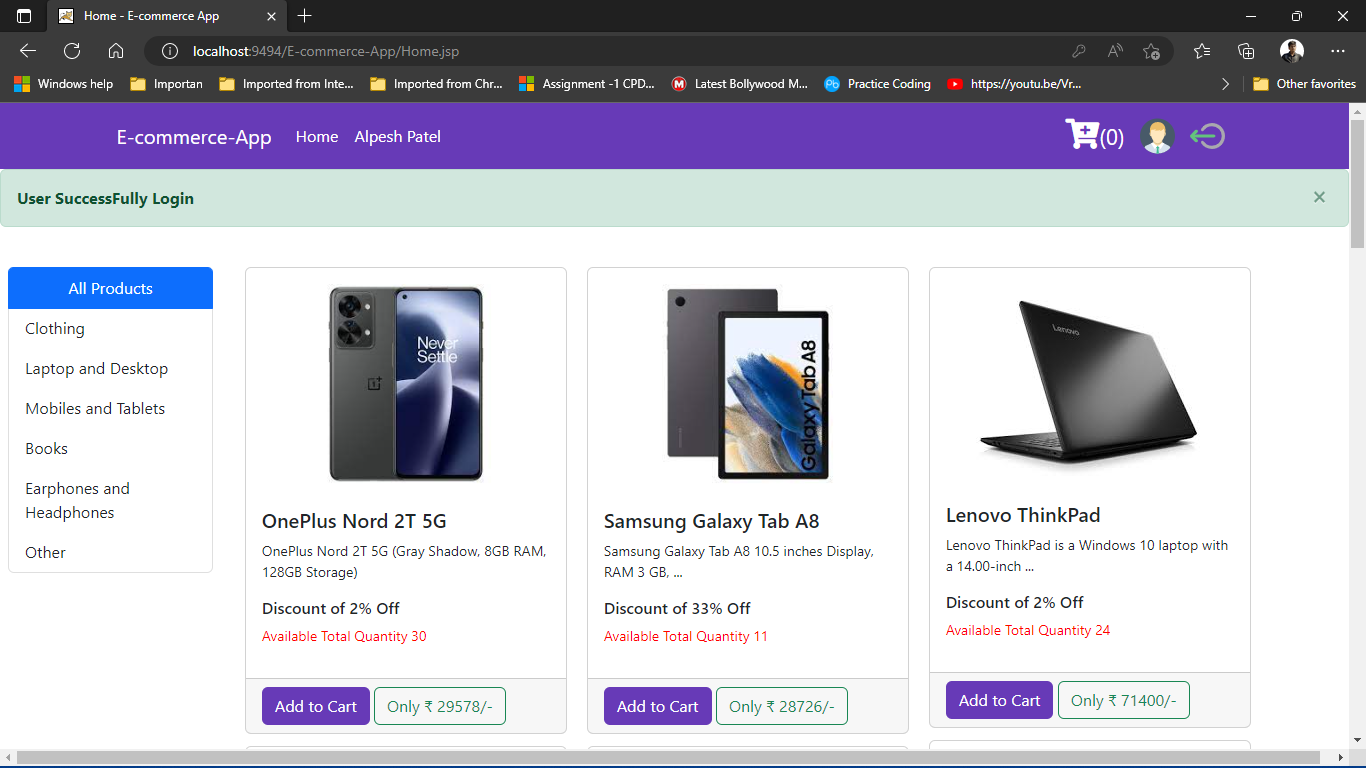 Home - E-commerce App
localhost:9494/E-commerce-App/Home.jsp
Windows help
Importan
Imported from Inte...
Imported from Chr...
Assignment -1 CPD...
Latest Bollywood M...
Practice Coding
https://youtu.be/Vr...
Other favorites
E-commerce-App
Home
Alpesh Patel
(0)
User SuccessFully Login
All Products
Clothing
Laptop and Desktop
Mobiles and Tablets
Books
Earphones and
Headphones
Other
Never
Settle
OnePlus Nord 2T 5G
OnePlus Nord 2T 5G (Gray Shadow, 8GB RAM,
128GB Storage)
Discount of 2% Off
Available Total Quantity 30
Add to Cart
Only ₹ 29578/-
Galaxy Tab A8
Samsung Galaxy Tab A8
Samsung Galaxy Tab A8 10.5 inches Display,
RAM 3 GB, ...
Discount of 33% Off
Available Total Quantity 11
Add to Cart
Only ₹ 28726/-
Lenovo
Lenovo ThinkPad
Lenovo ThinkPad is a Windows 10 laptop with
a 14.00-inch ...
Discount of 2% Off
Available Total Quantity 24
Add to Cart
Only ₹ 71400/-